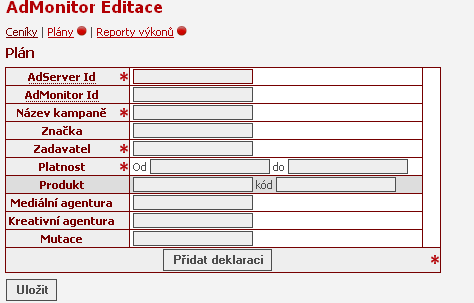 AdMonitor Editace
Ceníky | Plány | Reporty výkonů
Plán
AdServer Id *
AdMonitor Id
Název kampaně *
Značka
Zadavatel *
Platnost * Od do
Produkt kód
Mediální agentura
Kreativní agentura
Mutace
Přidat deklaraci *
Uložit